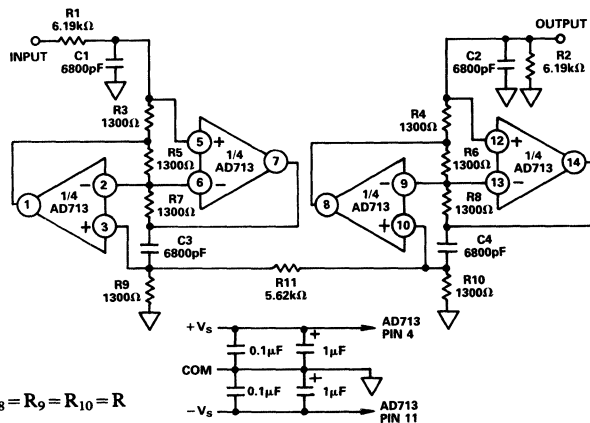 R1
6.19kΩ
INPUT
C1
6800pF
R3
1300Ω
R5
1300Ω
R7
1300Ω
1/4
AD713
5
+
6
−
7
1
1/4
AD713
−
2
+
3
C3
6800pF
R9
1300Ω
R11
5.62kΩ
OUTPUT
C2
6800pF
R2
6.19kΩ
R4
1300Ω
R6
1300Ω
R8
1300Ω
1/4
AD713
12
+
13
−
14
8
1/4
AD713
−
9
+
10
C4
6800pF
R10
1300Ω
+VS
AD713
PIN 4
0.1µF
+
1µF
COM
0.1µF
+
1µF
−VS
AD713
PIN 11
8=R9=R10=R